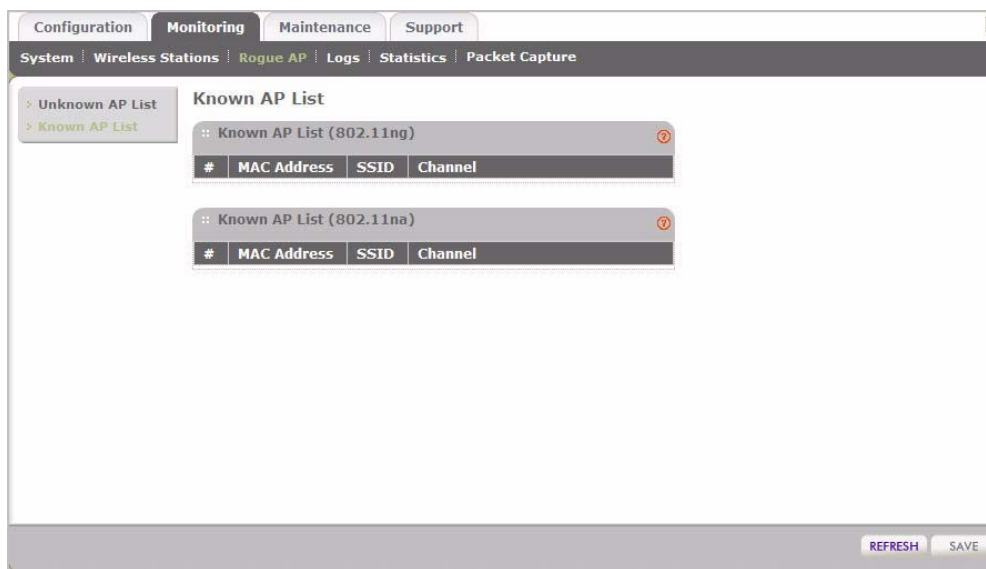 Configuration Monitoring Maintenance Support
System Wireless Stations Rogue AP Logs Statistics Packet Capture
Unknown AP List
Known AP List
Known AP List
Known AP List (802.11ng)
# MAC Address SSID Channel
Known AP List (802.11na)
# MAC Address SSID Channel
REFRESH SAVE